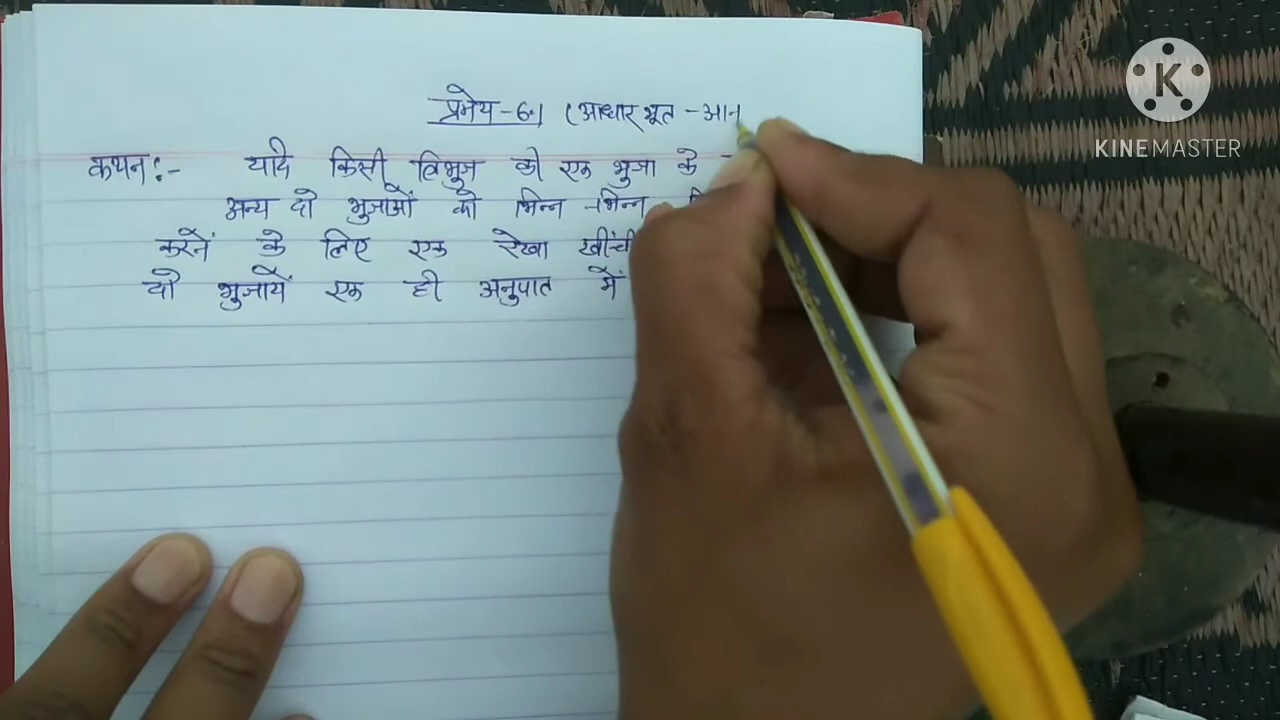 प्रमेय-6.1 (आधारभूत-आन
कथन:- यदि किसी त्रिभुज की एक भुजा के
अन्य दो भुजाओं को भिन्न-भिन्न
करनें के लिए एक रेखा खींची
दो भुजायें एक ही अनुपात में
K
KINEMASTER